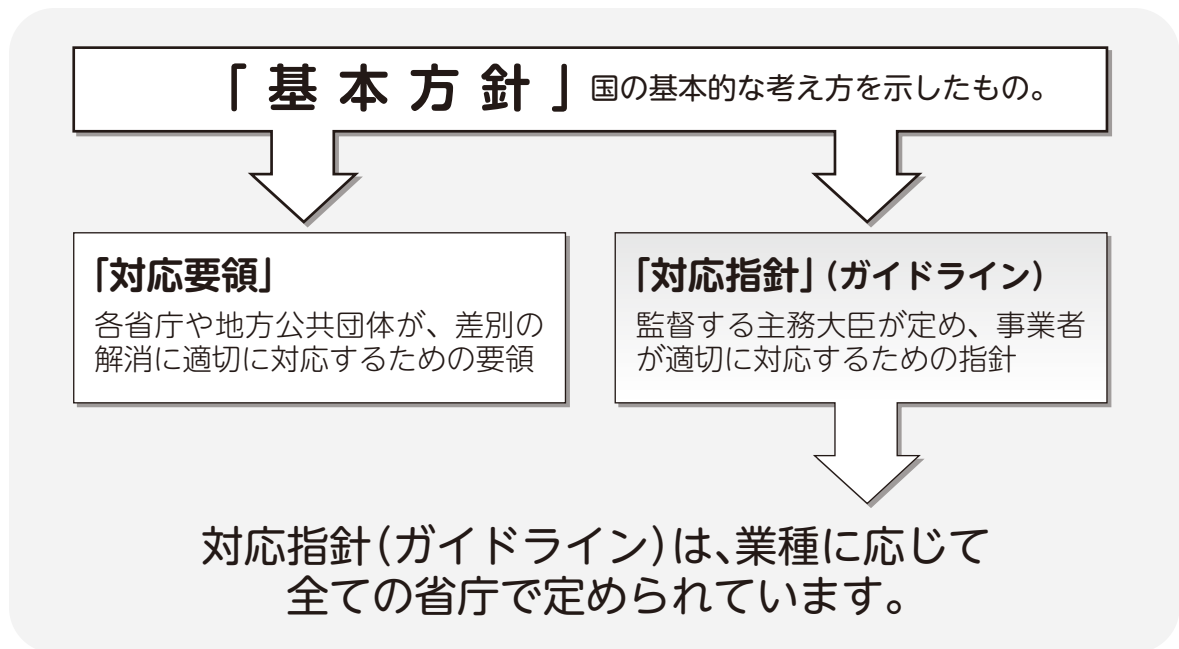 「基本方針」国の基本的な考え方を示したもの。
「対応要領」
各省庁や地方公共団体が、差別の
解消に適切に対応するための要領
「対応指針」(ガイドライン)
監督する主務大臣が定め、事業者
が適切に対応するための指針
対応指針(ガイドライン)は、業種に応じて
全ての省庁で定められています。